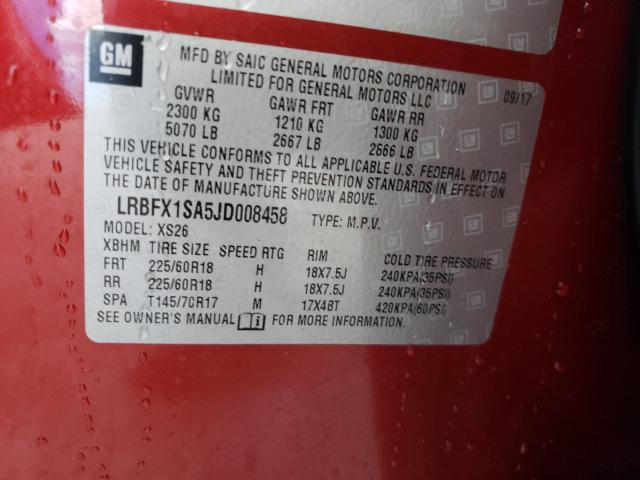 GM
MFD BY SAIC GENERAL MOTORS CORPORATION
LIMITED FOR GENERAL MOTORS LLC
09/17
GVWR GAWR FRT GAWR RR
2300 KG 1210 KG 1300 KG
5070 LB 2667 LB 2866 LB
THIS VEHICLE CONFORMS TO ALL APPLICABLE U.S. FEDERAL MOTOR
VEHICLE SAFETY AND THEFT PREVENTION STANDARDS IN EFFECT ON
THE DATE OF MANUFACTURE SHOWN ABOVE.
LRBFX1SA5JD008458 TYPE: M.P.V.
MODEL: XS26
XBHM TIRE SIZE SPEED RTG RIM COLD TIRE PRESSURE
FRT 225/60R18 H 18X7.5J 240KPA(35PSI)
RR 225/60R18 H 18X7.5J 240KPA(35PSI)
SPA T145/70R17 M 17X4BT 420KPA(60PSI)
SEE OWNER'S MANUAL i FOR MORE INFORMATION.